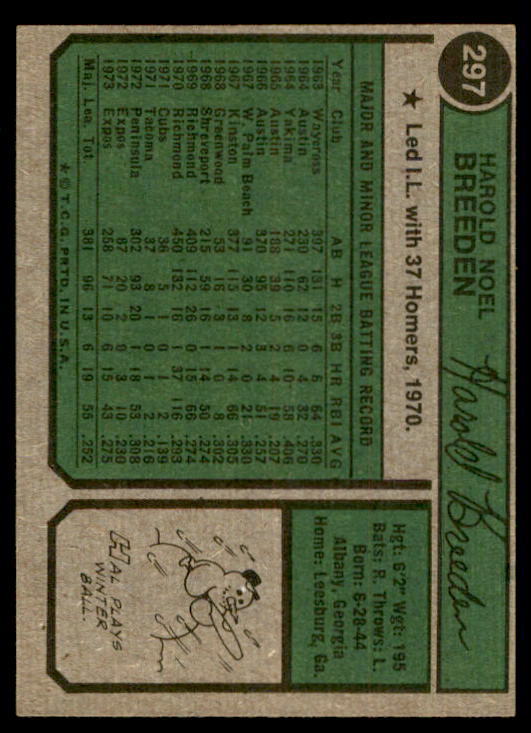 297
HAROLD NOEL
BREEDEN
Harold Breeden
★ Led I.L. with 37 Homers, 1970.
MAJOR AND MINOR LEAGUE BATTING RECORD
Year Club AB H 2B 3B HR RBI AVG
1963 Waycross 397 131 15 6 6 64 .330
1964 Austin 230 62 12 0 4 32 .270
1964 Yakima 271 110 16 6 10 58 .406
1965 Austin 188 39 5 2 4 19 .207
1966 Austin 370 95 12 3 4 51 .257
1967 W. Palm Beach 91 30 8 2 0 21 .330
1967 Kinston 377 115 13 3 14 66 .305
1968 Greenwood 53 16 3 8 .302
1968 Shreveport 215 59 16 1 14 50 .274
1969 Richmond 409 112 26 0 15 66 .274
1970 Richmond 450 132 16 1 37 116 .293
1971 Cubs 36 5 1 0 1 2 .139
1971 Tacoma 37 8 1 0 1 2 .216
1972 Peninsula 302 93 20 1 18 53 .308
1972 Expos 87 20 2 0 3 10 .230
1973 Expos 258 71 10 6 15 43 .275
Maj. Lea. Tot. 381 96 13 6 19 55 .252
★ © T.C.G. PRTD. IN U.S.A.
Hgt: 6'2" Wgt: 195
Bats: R. Throws: L.
Born: 6-28-44
Albany, Georgia
Home: Leesburg, Ga.
HAL PLAYS
WINTER
BALL.